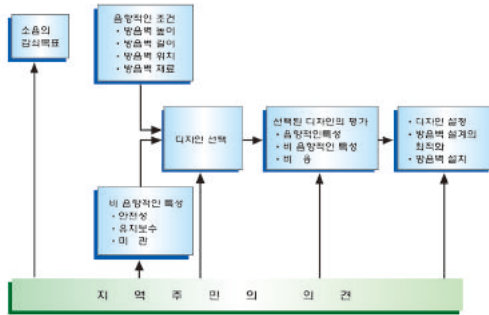 소음의
감쇠목표
음향적인 조건
• 방음벽 높이
• 방음벽 길이
• 방음벽 위치
• 방음벽 재료
디자인 선택
선택된 디자인의 평가
• 음향적인특성
• 비 음향적인 특성
• 비 용
• 디자인 설정
• 방음벽 설계의
최적화
• 방음벽 설치
비 음향적인 특성
• 안전성
• 유지보수
• 미 관
지 역 주 민 의 의 견